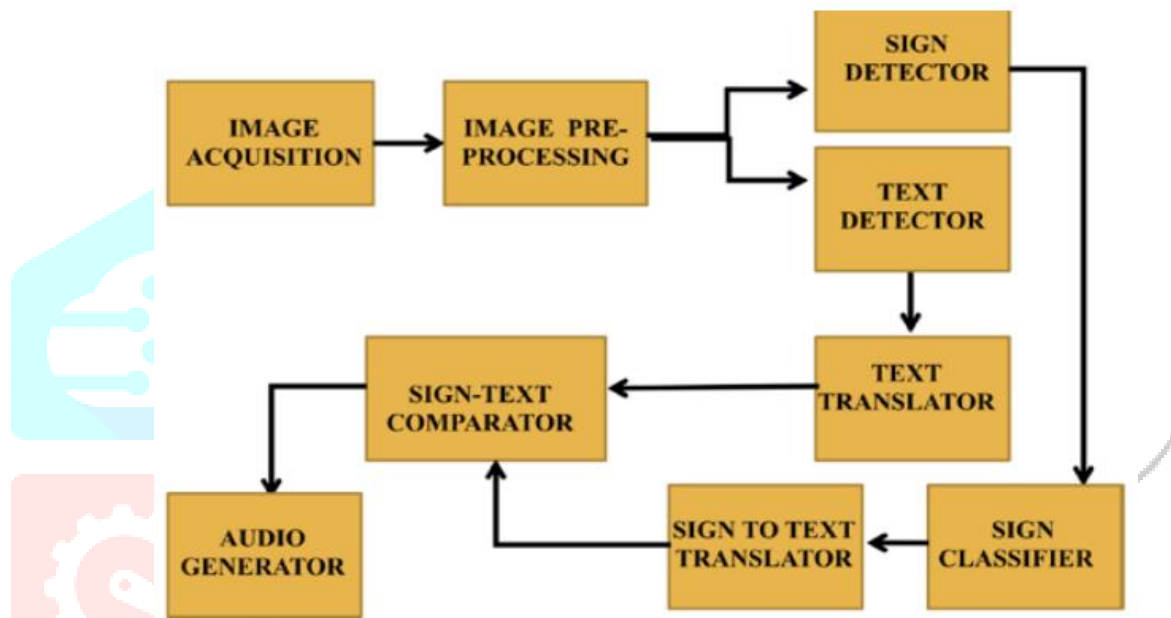 SIGN
DETECTOR
IMAGE
ACQUISITION
IMAGE PRE-
PROCESSING
TEXT
DETECTOR
SIGN-TEXT
COMPARATOR
TEXT
TRANSLATOR
AUDIO
GENERATOR
SIGN TO TEXT
TRANSLATOR
SIGN
CLASSIFIER